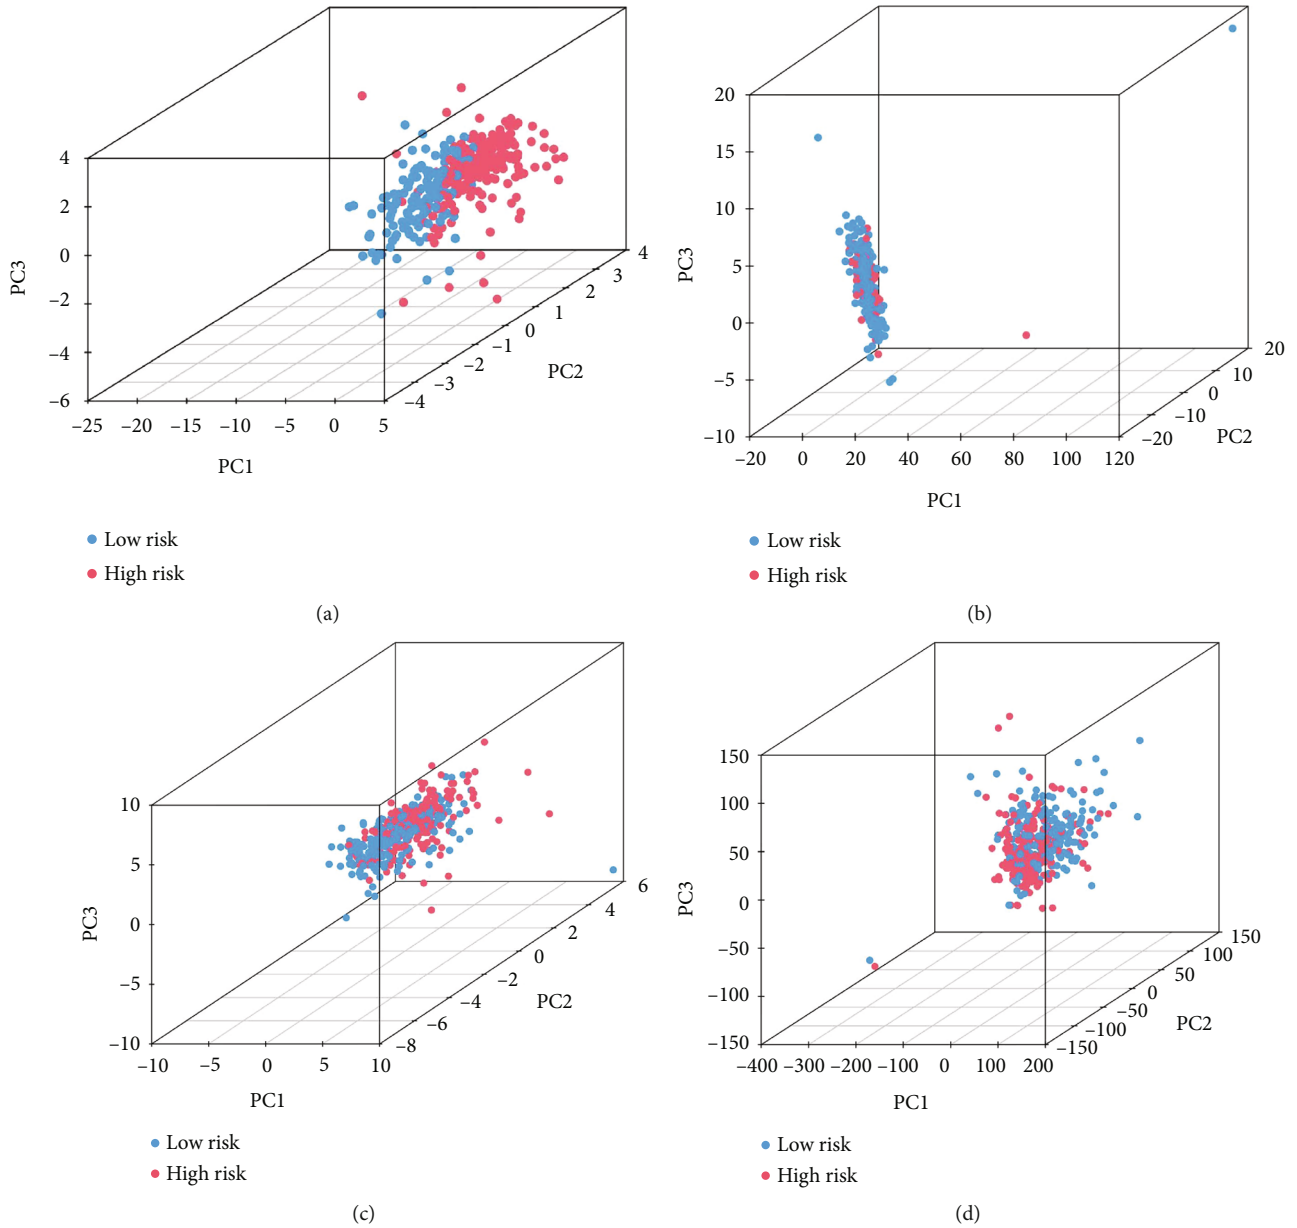 4
2
0
−2
−4
−6
PC3
−25 −20 −15 −10 −5 0 5
PC1
−4
−3
−2
−1
0
1
2
3
4
PC2
Low risk
High risk
(a)
20
15
10
5
0
−5
−10
PC3
−20 0 20 40 60 80 100 120
PC1
−20
−10
0
10
20
PC2
Low risk
High risk
(b)
10
5
0
−5
−10
PC3
−10 −5 0 5 10
PC1
−8
−6
−4
−2
0
2
4
6
PC2
Low risk
High risk
(c)
150
100
50
0
−50
−100
−150
PC3
−400 −300 −200 −100 0 100 200
PC1
−150
−100
−50
0
50
100
150
PC2
Low risk
High risk
(d)